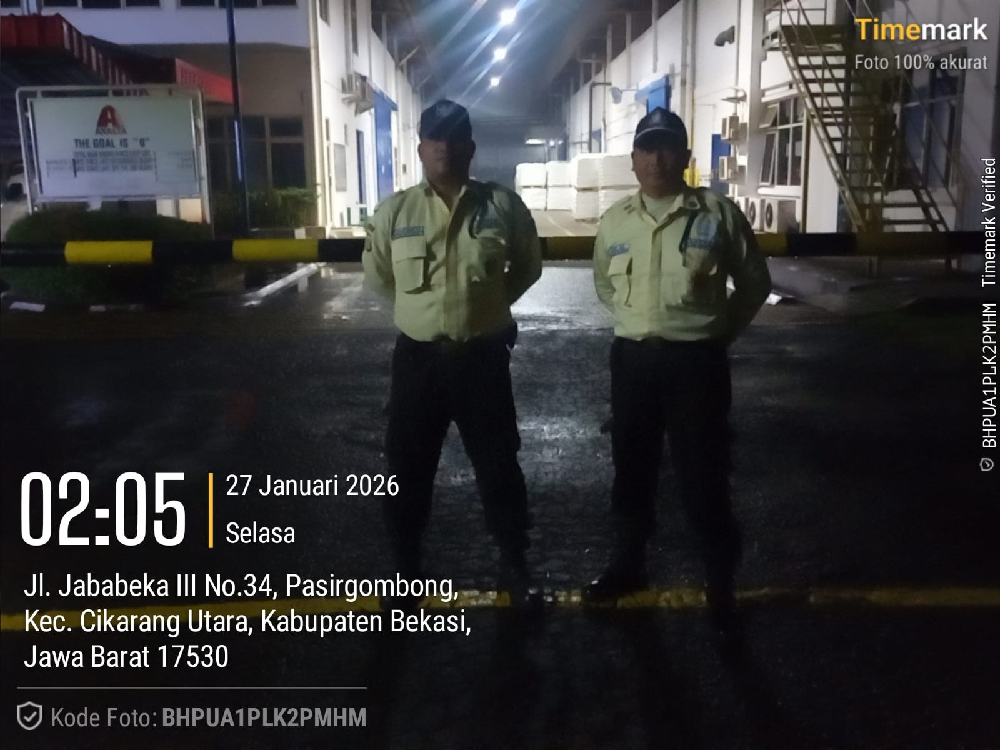 Timemark
Foto 100% akurat
AXALTA
THE GOAL IS "0"
02:05
27 Januari 2026
Selasa
Jl. Jababeka III No.34, Pasirgombong,
Kec. Cikarang Utara, Kabupaten Bekasi,
Jawa Barat 17530
Kode Foto: BHPUA1PLK2PMHM
BHPUA1PLK2PMHM Timemark Verified